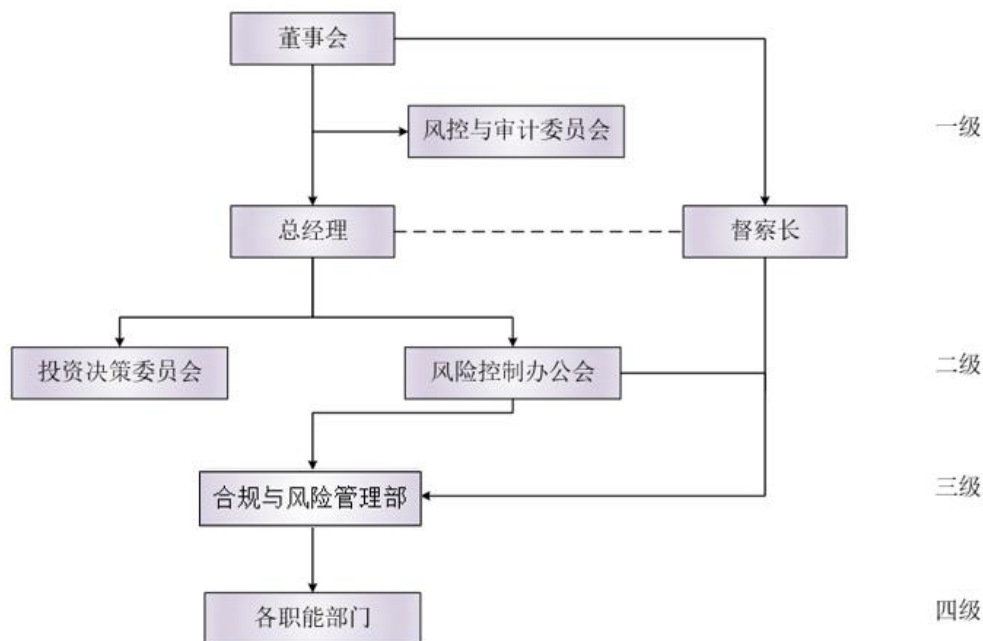 董事会
风控与审计委员会
一级
总经理
督察长
投资决策委员会
风险控制办公会
二级
合规与风险管理部
三级
各职能部门
四级